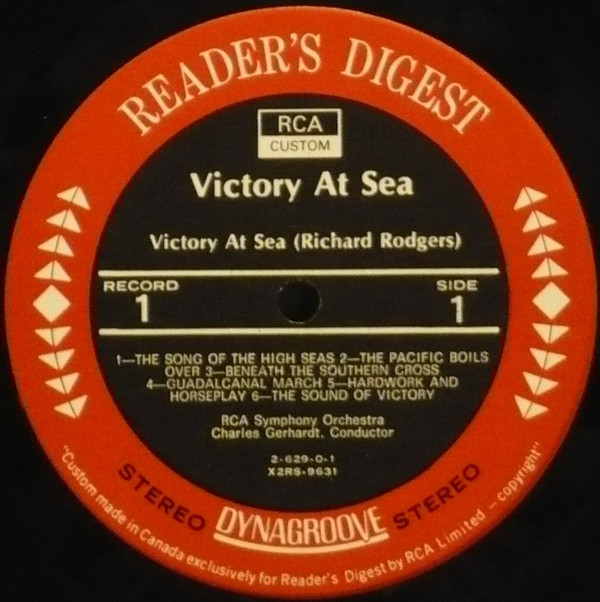 READER'S DIGEST
RCA
CUSTOM
Victory At Sea
Victory At Sea (Richard Rodgers)
RECORD
1
SIDE
1
1—THE SONG OF THE HIGH SEAS 2—THE PACIFIC BOILS
OVER 3—BENEATH THE SOUTHERN CROSS
4—GUADALCANAL MARCH 5—HARDWORK AND
HORSEPLAY 6—THE SOUND OF VICTORY
RCA Symphony Orchestra
Charles Gerhardt, Conductor
2-629-0-1
X2RS-9631
STEREO DYNAGROOVE STEREO
"Custom made in Canada exclusively for Reader's Digest by RCA Limited — copyright"